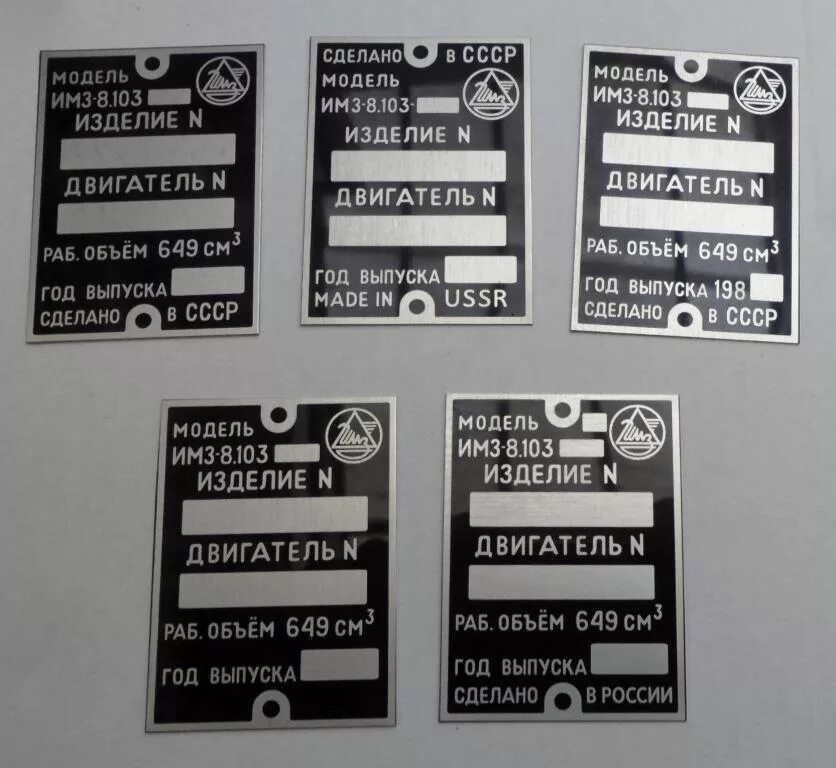 МОДЕЛЬ
ИМЗ-8.103
ИЗДЕЛИЕ N
ДВИГАТЕЛЬ N
РАБ. ОБЪЁМ 649 СМ³
ГОД ВЫПУСКА
СДЕЛАНО В СССР
СДЕЛАНО В СССР
МОДЕЛЬ
ИМЗ-8.103-
ИЗДЕЛИЕ N
ДВИГАТЕЛЬ N
ГОД ВЫПУСКА
MADE IN USSR
МОДЕЛЬ
ИМЗ-8.103
ИЗДЕЛИЕ N
ДВИГАТЕЛЬ N
РАБ. ОБЪЁМ 649 СМ³
ГОД ВЫПУСКА 198
СДЕЛАНО В СССР
МОДЕЛЬ
ИМЗ-8.103
ИЗДЕЛИЕ N
ДВИГАТЕЛЬ N
РАБ. ОБЪЁМ 649 СМ³
ГОД ВЫПУСКА
МОДЕЛЬ
ИМЗ-8.103
ИЗДЕЛИЕ N
ДВИГАТЕЛЬ N
РАБ. ОБЪЁМ 649 СМ³
ГОД ВЫПУСКА
СДЕЛАНО В РОССИИ